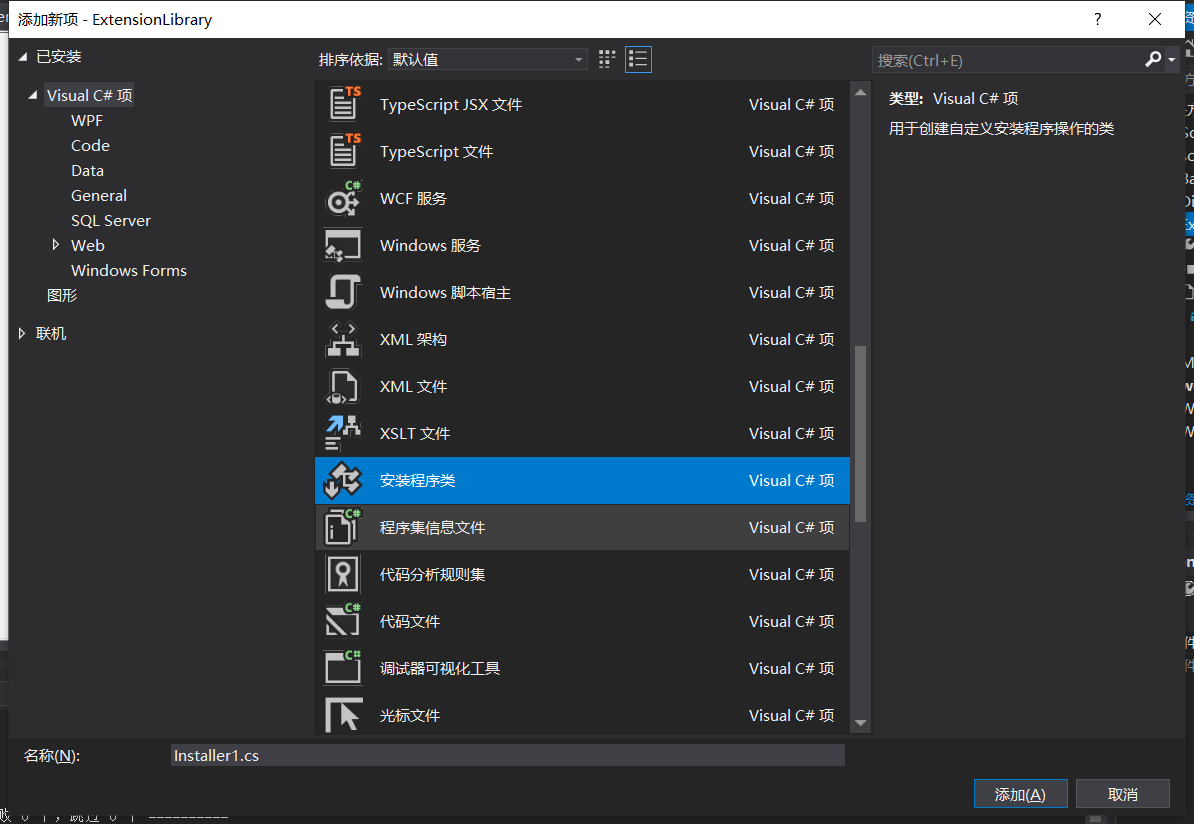 添加新项 - ExtensionLibrary
?
已安装
排序依据: 默认值
搜索(Ctrl+E)
Visual C# 项
WPF
Code
Data
General
SQL Server
Web
Windows Forms
图形
联机
TypeScript JSX 文件 Visual C# 项
TypeScript 文件 Visual C# 项
WCF 服务 Visual C# 项
Windows 服务 Visual C# 项
Windows 脚本宿主 Visual C# 项
XML 架构 Visual C# 项
XML 文件 Visual C# 项
XSLT 文件 Visual C# 项
安装程序类 Visual C# 项
程序集信息文件 Visual C# 项
代码分析规则集 Visual C# 项
代码文件 Visual C# 项
调试器可视化工具 Visual C# 项
光标文件 Visual C# 项
类型: Visual C# 项
用于创建自定义安装程序操作的类
名称(N): Installer1.cs
添加(A) 取消